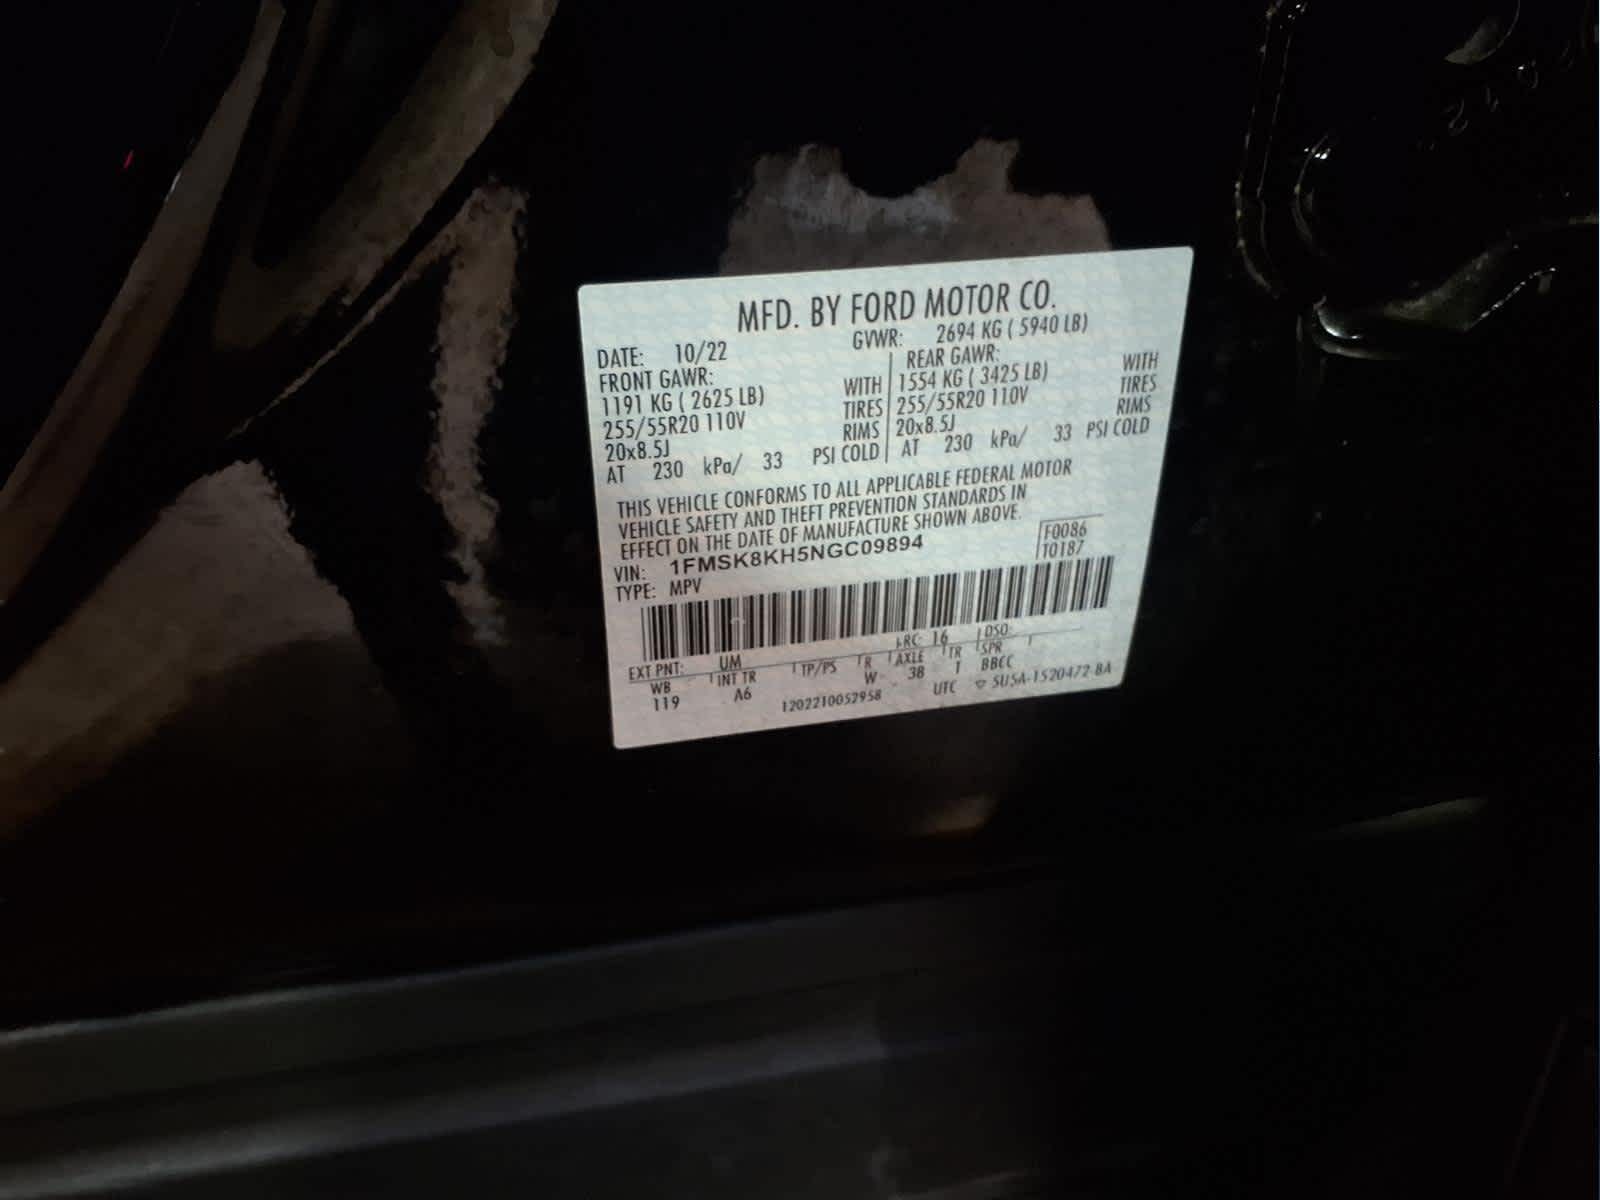 MFD. BY FORD MOTOR CO.
DATE: 10/22 GVWR: 2694 KG ( 5940 LB)
FRONT GAWR: REAR GAWR:
1191 KG ( 2625 LB) WITH 1554 KG ( 3425 LB) WITH
255/55R20 110V TIRES 255/55R20 110V TIRES
20x8.5J RIMS 20x8.5J RIMS
AT 230 kPa/ 33 PSI COLD AT 230 kPa/ 33 PSI COLD
THIS VEHICLE CONFORMS TO ALL APPLICABLE FEDERAL MOTOR
VEHICLE SAFETY AND THEFT PREVENTION STANDARDS IN
EFFECT ON THE DATE OF MANUFACTURE SHOWN ABOVE.
F0086
VIN: 1FMSK8KH5NGC09894
T0187
TYPE: MPV
EXT PNT: UM RC: 16 DSO:
WB INT TR TP/PS R AXLE TR SPR
119 A6 W 38 1 BBCC
1202210052958 UTC ▽ 5U5A-1520472-BA